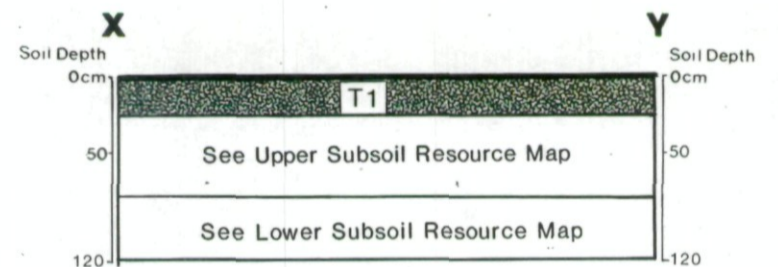 X Y
Soil Depth Soil Depth
0cm 0cm
T1
50 See Upper Subsoil Resource Map 50
See Lower Subsoil Resource Map
120 120